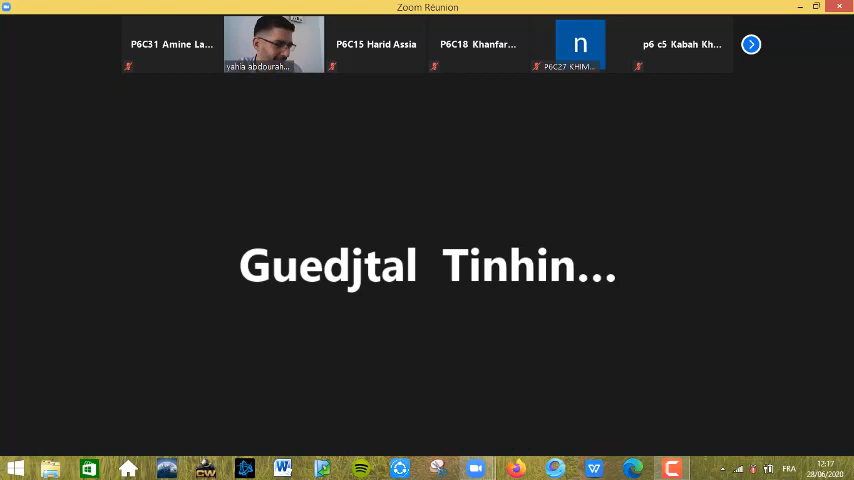 Zoom Réunion
P6C31 Amine La...
yahia abdourah...
P6C15 Harid Assia
P6C18 Khanfar...
n
P6C27 KHIM...
p6 c5 Kabah Kh...
Guedjtal Tinhin...
W
CW
W
C
FRA
12:17
28/06/2020